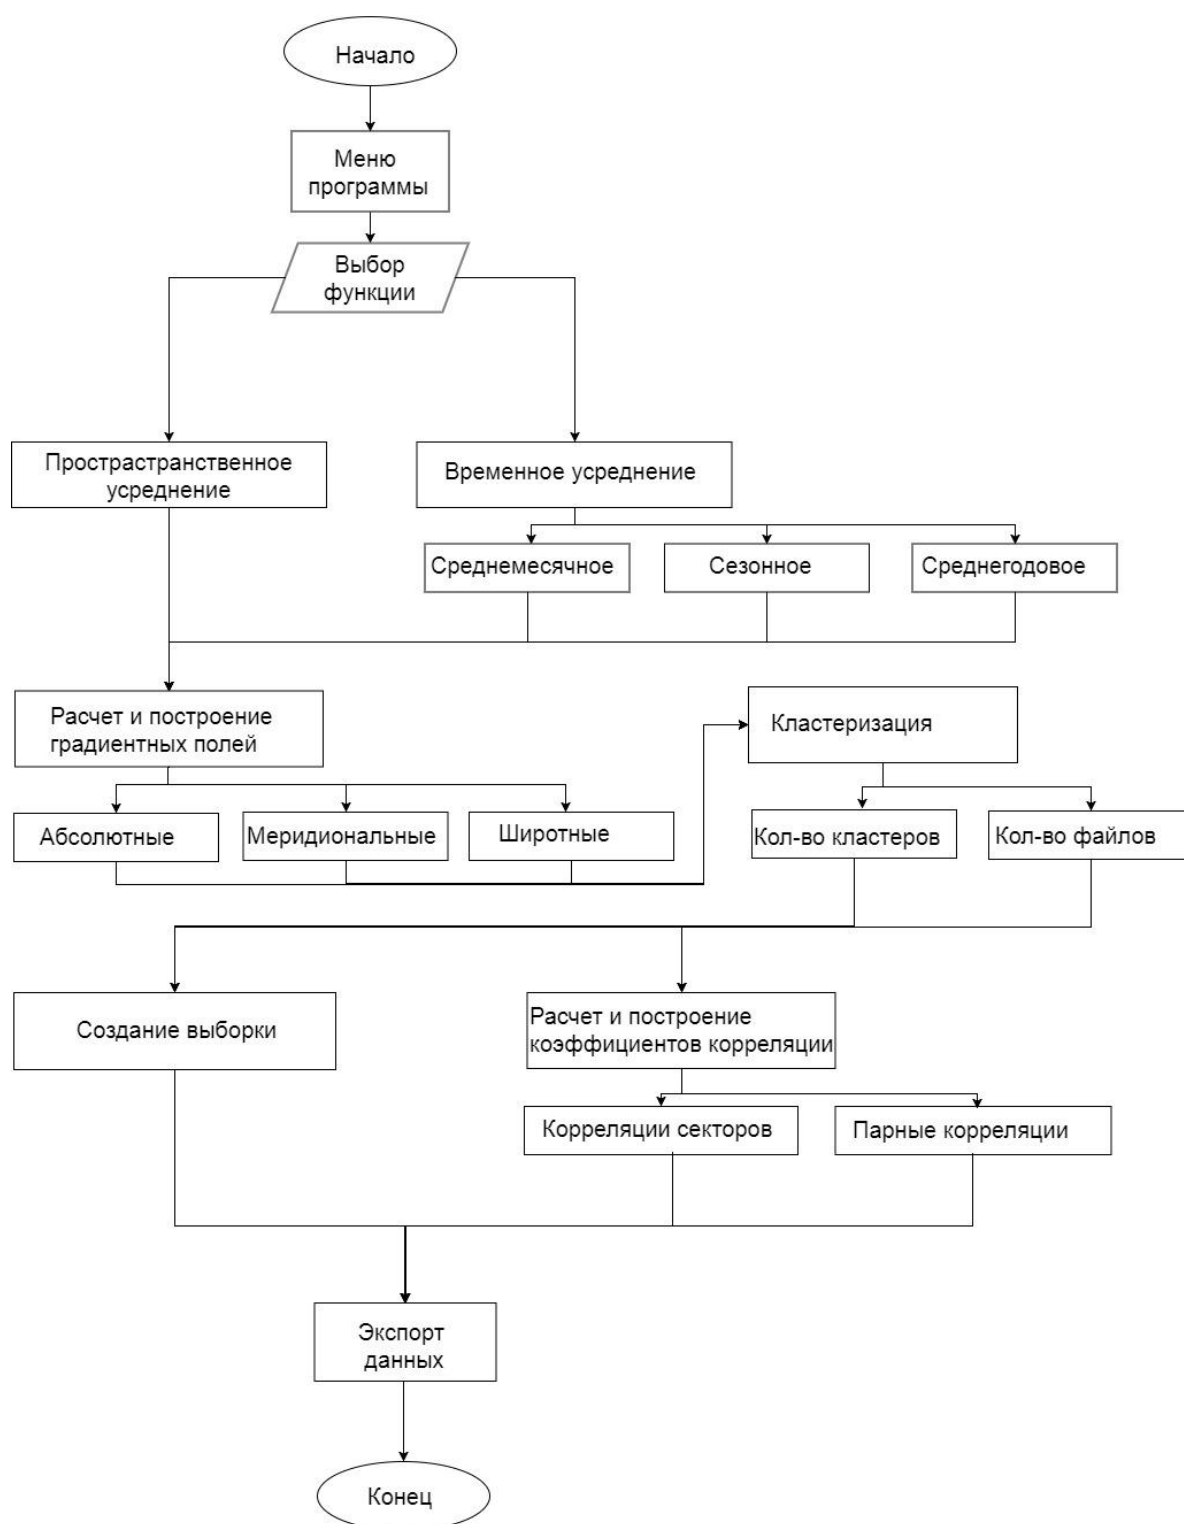 Начало
Меню
программы
Выбор
функции
Прострастранственное
усреднение
Временное усреднение
Среднемесячное
Сезонное
Среднегодовое
Расчет и построение
градиентных полей
Кластеризация
Абсолютные
Меридиональные
Широтные
Кол-во кластеров
Кол-во файлов
Создание выборки
Расчет и построение
коэффициентов корреляции
Корреляции секторов
Парные корреляции
Экспорт
данных
Конец